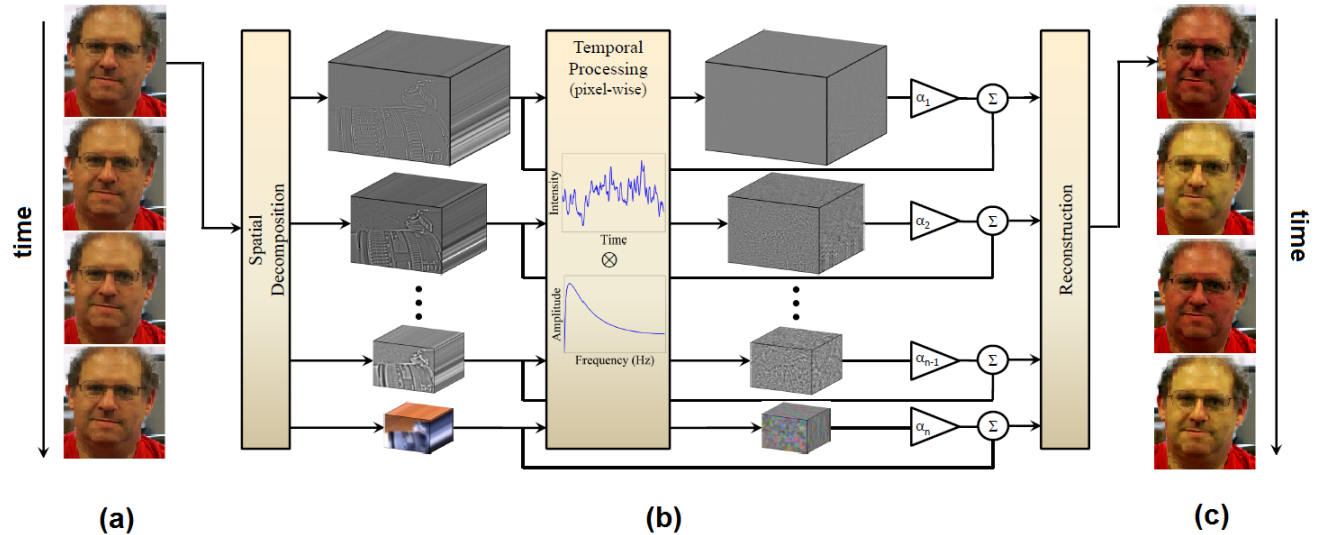 time
Spatial
Decomposition
Temporal
Processing
(pixel-wise)
Intensity
Time
⊗
Amplitude
Frequency (Hz)
α1
Σ
α2
Σ
αn-1
Σ
αn
Σ
Reconstruction
time
(a)
(b)
(c)